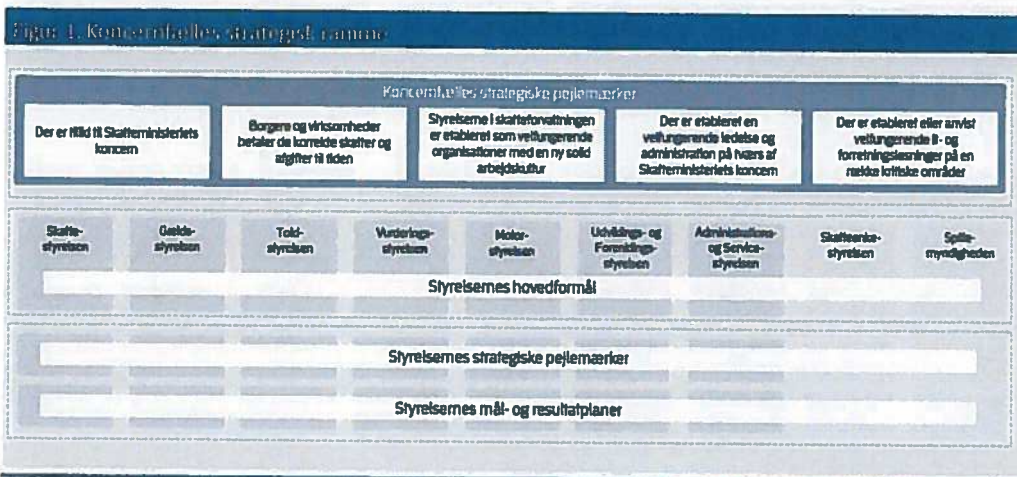 Figur 1. Koncernfælles strategisk ramme
Koncernfælles strategiske pejlemærker
Der er tillid til Skatteministeriets
koncern
Borgere og virksomheder
betaler de korrekte skatter og
afgifter til tiden
Styrelserne i skatteforvaltningen
er etableret som velfungerende
organisationer med en ny solid
arbejdskultur
Der er etableret en
velfungerende ledelse og
administration på tværs af
Skatteministeriets koncern
Der er etableret eller anvist
velfungerende it- og
forretningsløsninger på en
række kritiske områder
Skatte-
styrelsen
Gælds-
styrelsen
Told-
styrelsen
Vurderings-
styrelsen
Motor-
styrelsen
Udviklings- og
Forenklings-
styrelsen
Administrations-
og Service-
styrelsen
Skatteanke-
styrelsen
Spille-
myndigheden
Styrelsernes hovedformål
Styrelsernes strategiske pejlemærker
Styrelsernes mål- og resultatplaner